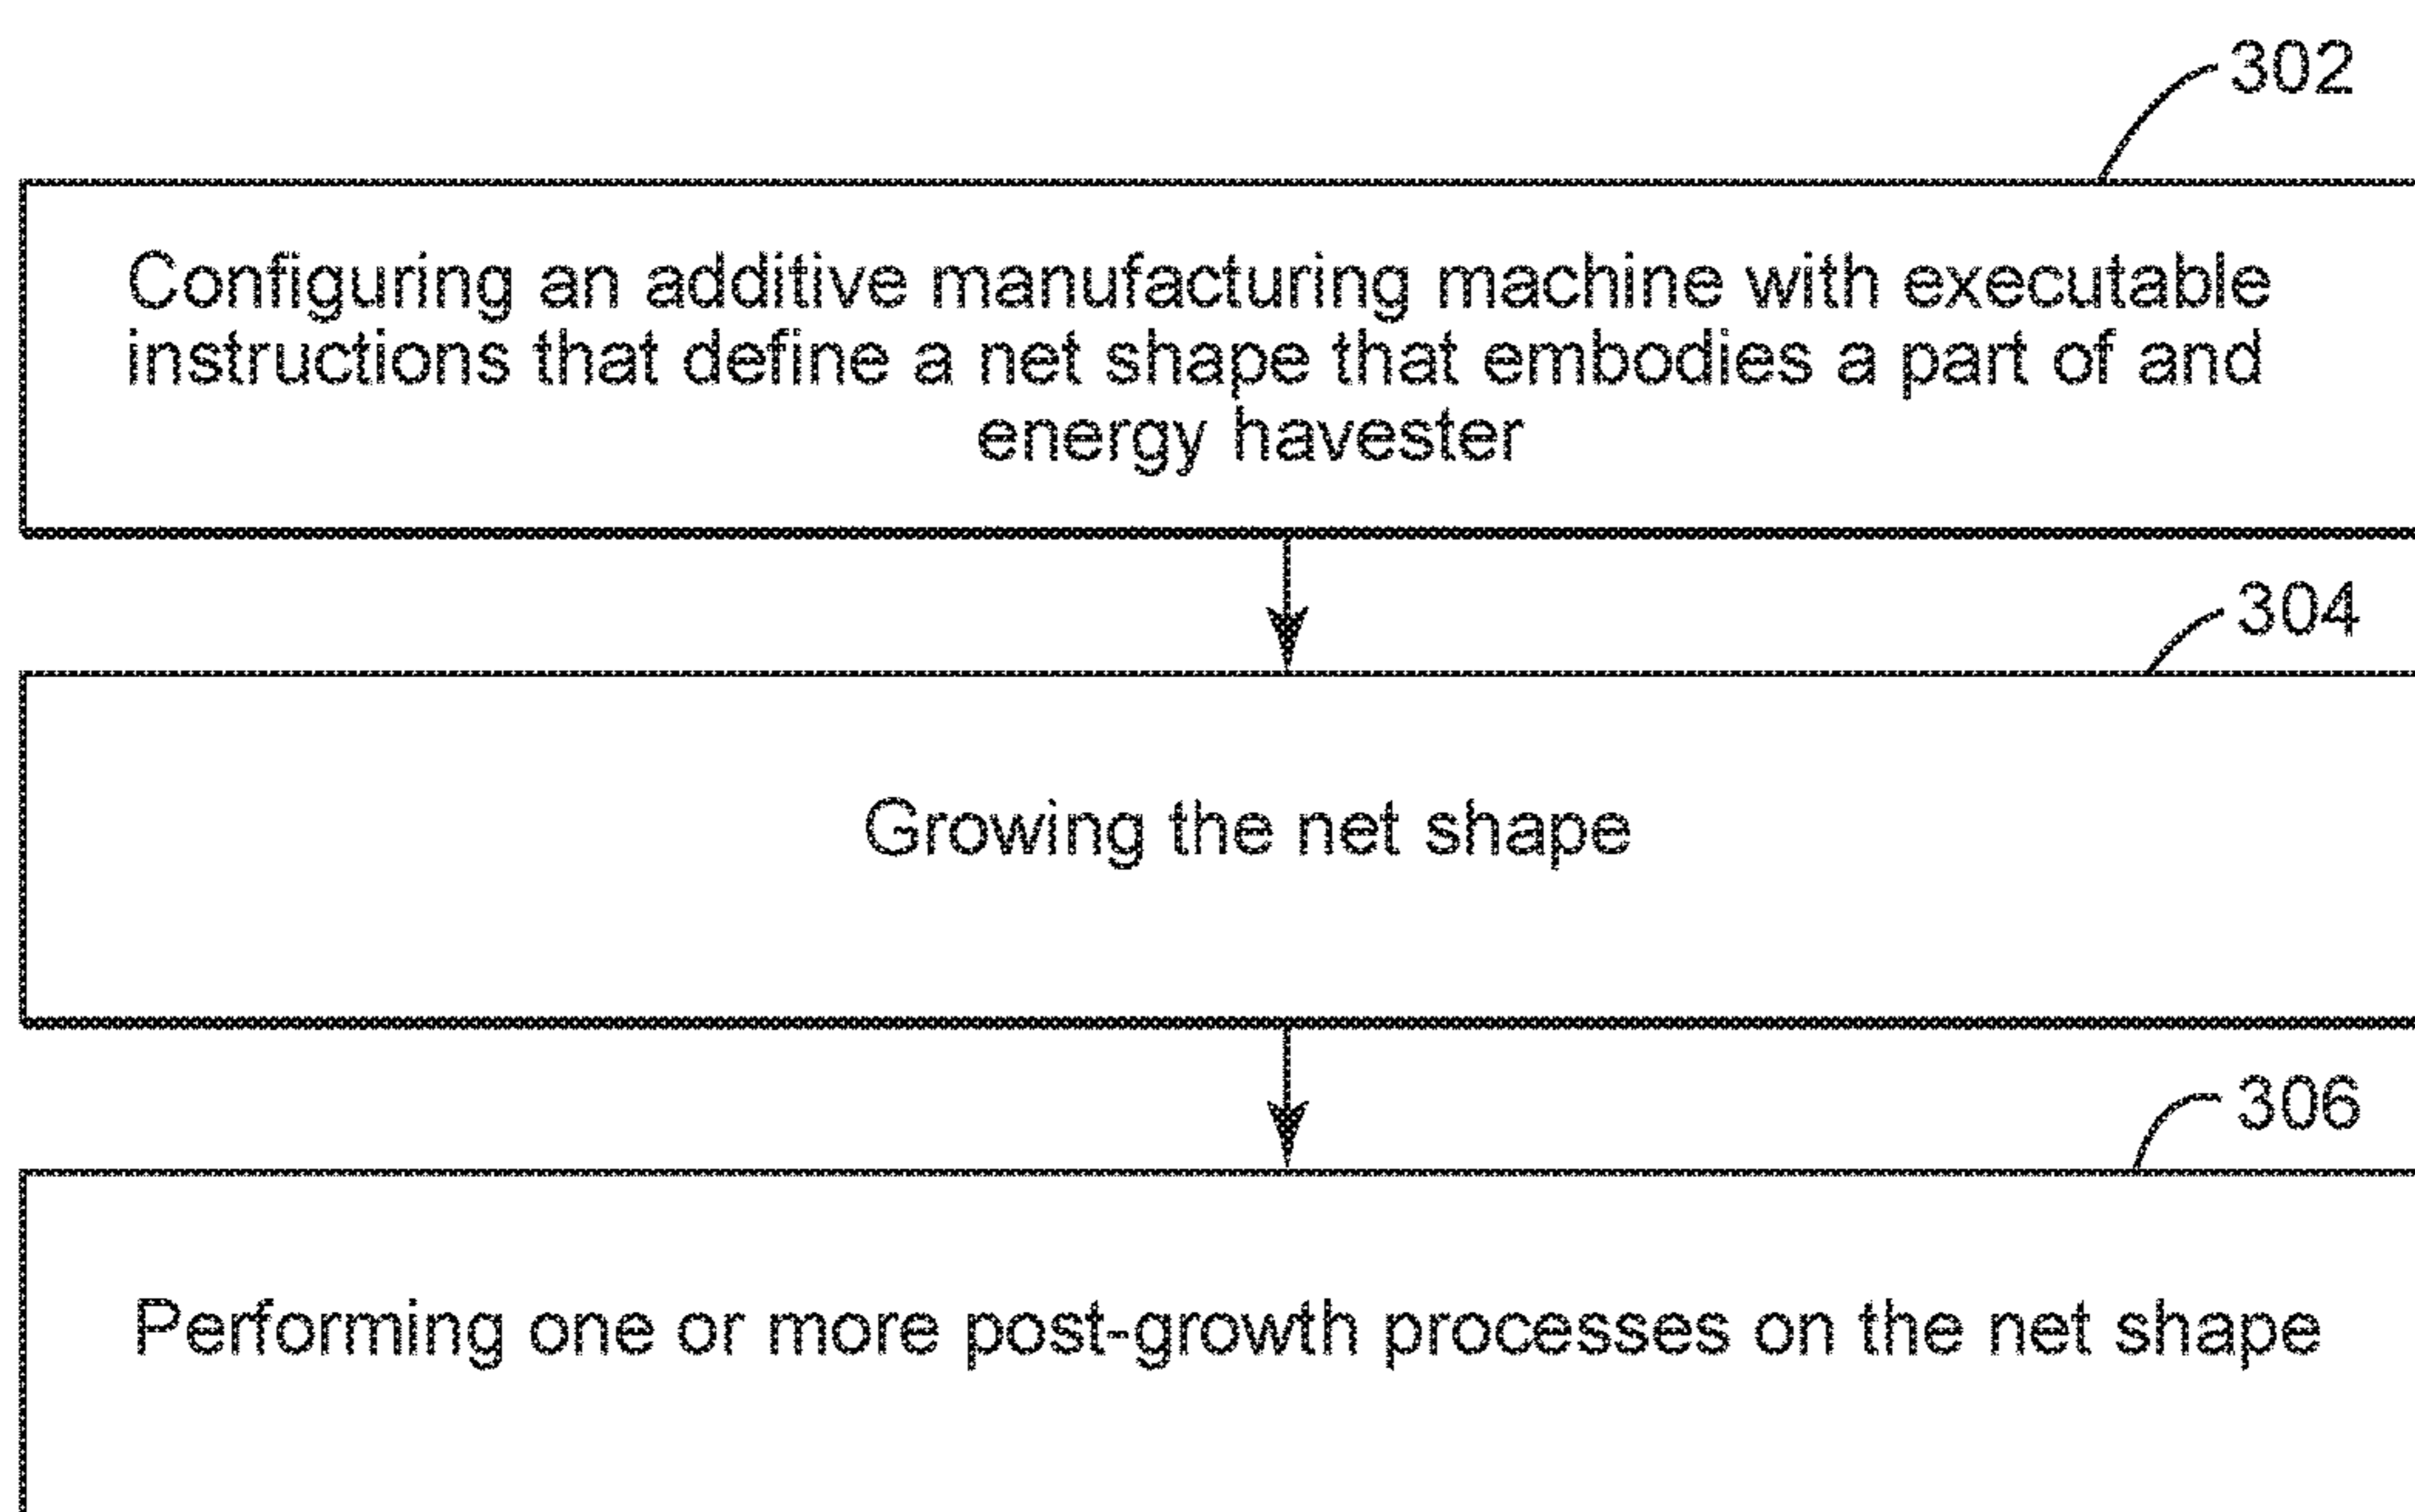 302
Configuring an additive manufacturing machine with executable
instructions that define a net shape that embodies a part of and
energy havester
304
Growing the net shape
306
Performing one or more post-growth processes on the net shape